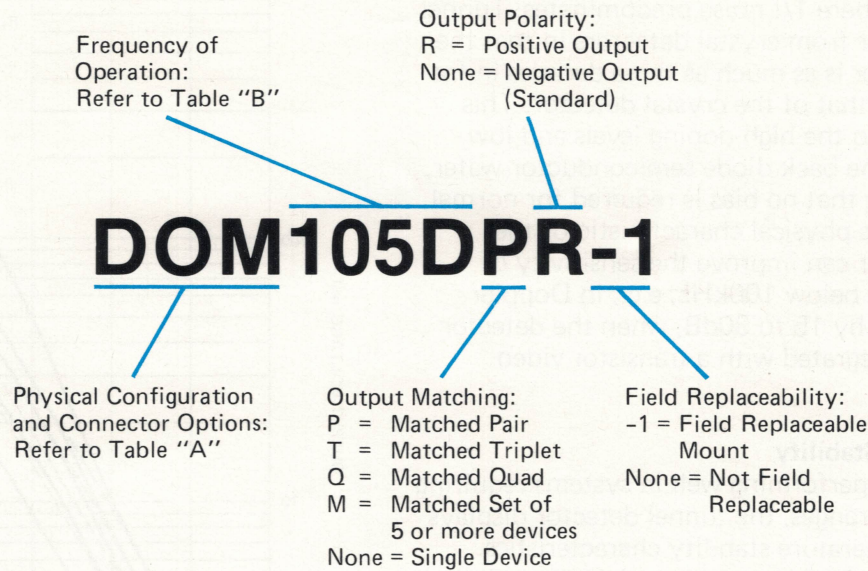 Output Polarity:
R = Positive Output
None = Negative Output
(Standard)
Frequency of
Operation:
Refer to Table "B"
DOM105DPR-1
Physical Configuration
and Connector Options:
Refer to Table "A"
Output Matching:
P = Matched Pair
T = Matched Triplet
Q = Matched Quad
M = Matched Set of
5 or more devices
None = Single Device
Field Replaceability:
-1 = Field Replaceable
Mount
None = Not Field
Replaceable